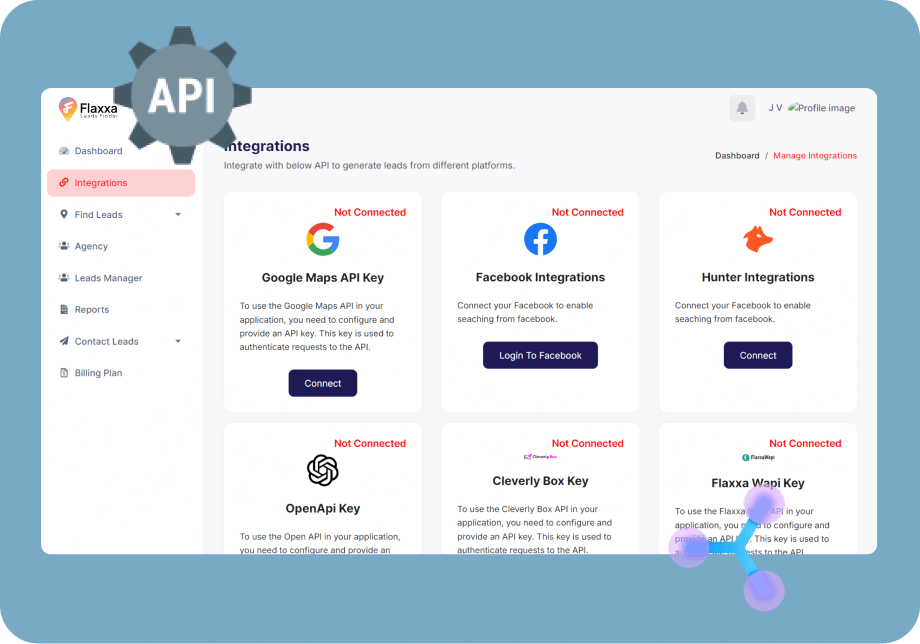 API
Flaxxa
Leads Finder
J V Profile image
Dashboard
Integrations
Find Leads
Agency
Leads Manager
Reports
Contact Leads
Billing Plan
Integrations
Integrate with below API to generate leads from different platforms.
Dashboard / Manage Integrations
Not Connected
Google Maps API Key
To use the Google Maps API in your
application, you need to configure and
provide an API key. This key is used to
authenticate requests to the API.
Connect
Not Connected
Facebook Integrations
Connect your Facebook to enable
seaching from facebook.
Login To Facebook
Not Connected
Hunter Integrations
Connect your Facebook to enable
seaching from facebook.
Connect
Not Connected
OpenApi Key
To use the Open API in your application,
you need to configure and provide an
Not Connected
Cleverly Box
Cleverly Box Key
To use the Cleverly Box API in your
application, you need to configure and
provide an API key. This key is used to
authenticate requests to the API.
Not Connected
FlaxxaWapi
Flaxxa Wapi Key
To use the Flaxxa API in your
application, you need to configure and
provide an API This key is used to
requests to the API